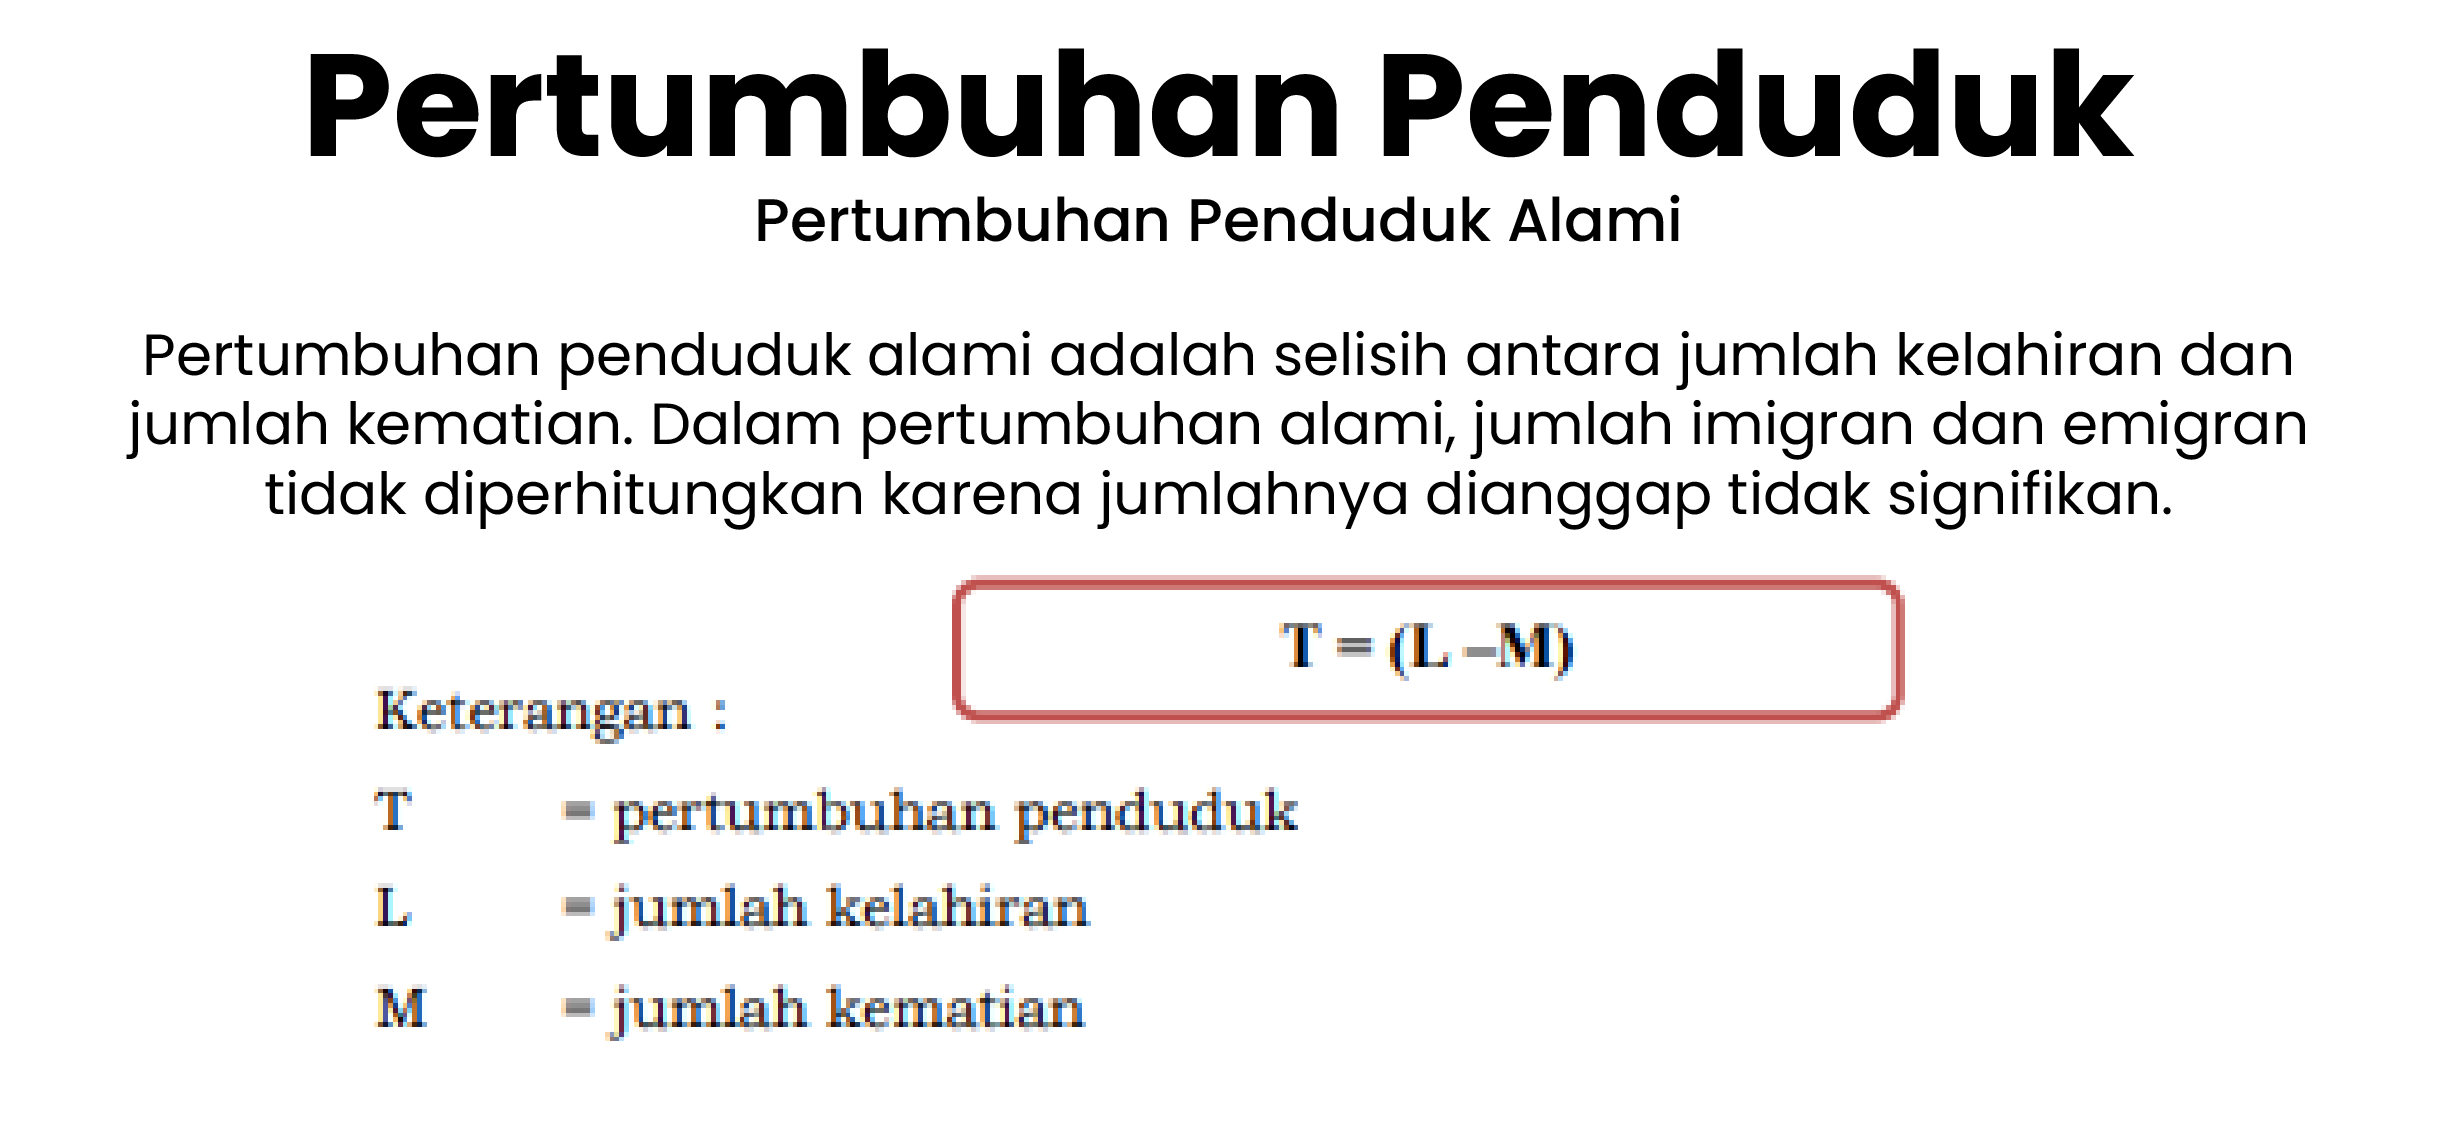 Pertumbuhan Penduduk
Pertumbuhan Penduduk Alami
Pertumbuhan penduduk alami adalah selisih antara jumlah kelahiran dan
jumlah kematian. Dalam pertumbuhan alami, jumlah imigran dan emigran
tidak diperhitungkan karena jumlahnya dianggap tidak signifikan.
T = (L –M)
Keterangan :
T = pertumbuhan penduduk
L = jumlah kelahiran
M = jumlah kematian